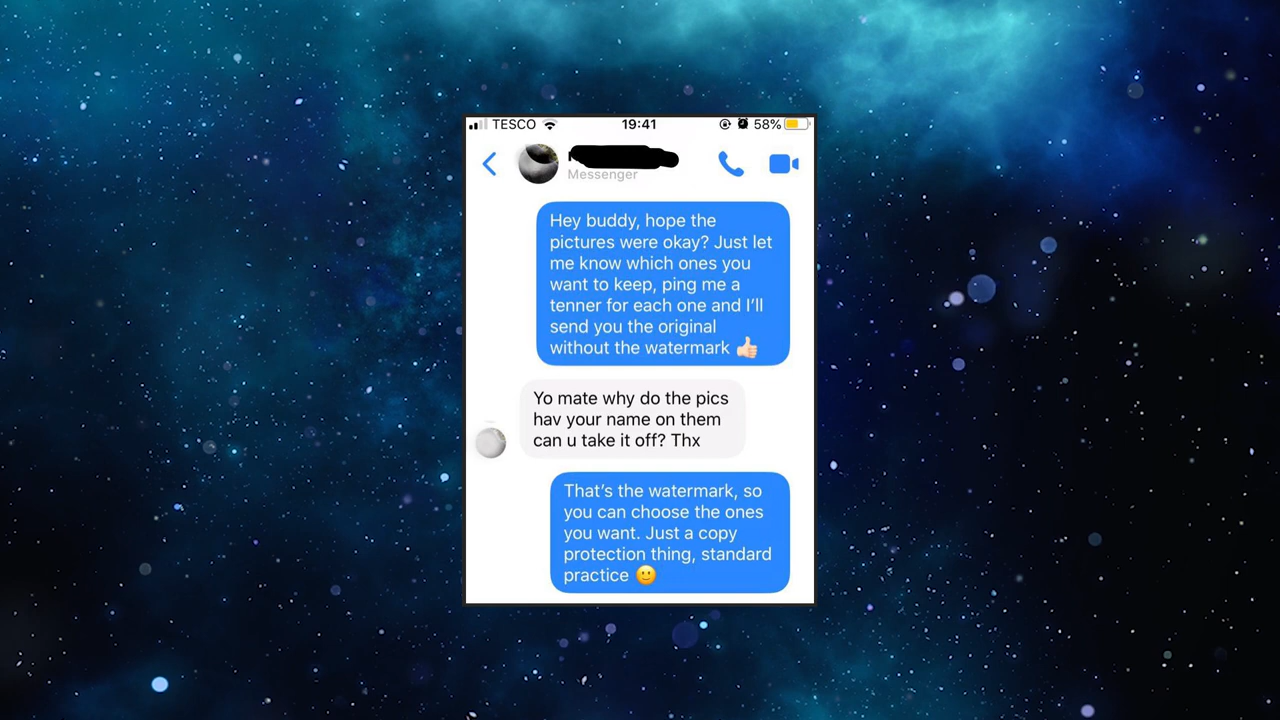 TESCO 19:41 58%
Messenger
Hey buddy, hope the
pictures were okay? Just let
me know which ones you
want to keep, ping me a
tenner for each one and I’ll
send you the original
without the watermark 👍🏻
Yo mate why do the pics
hav your name on them
can u take it off? Thx
That’s the watermark, so
you can choose the ones
you want. Just a copy
protection thing, standard
practice 🙂